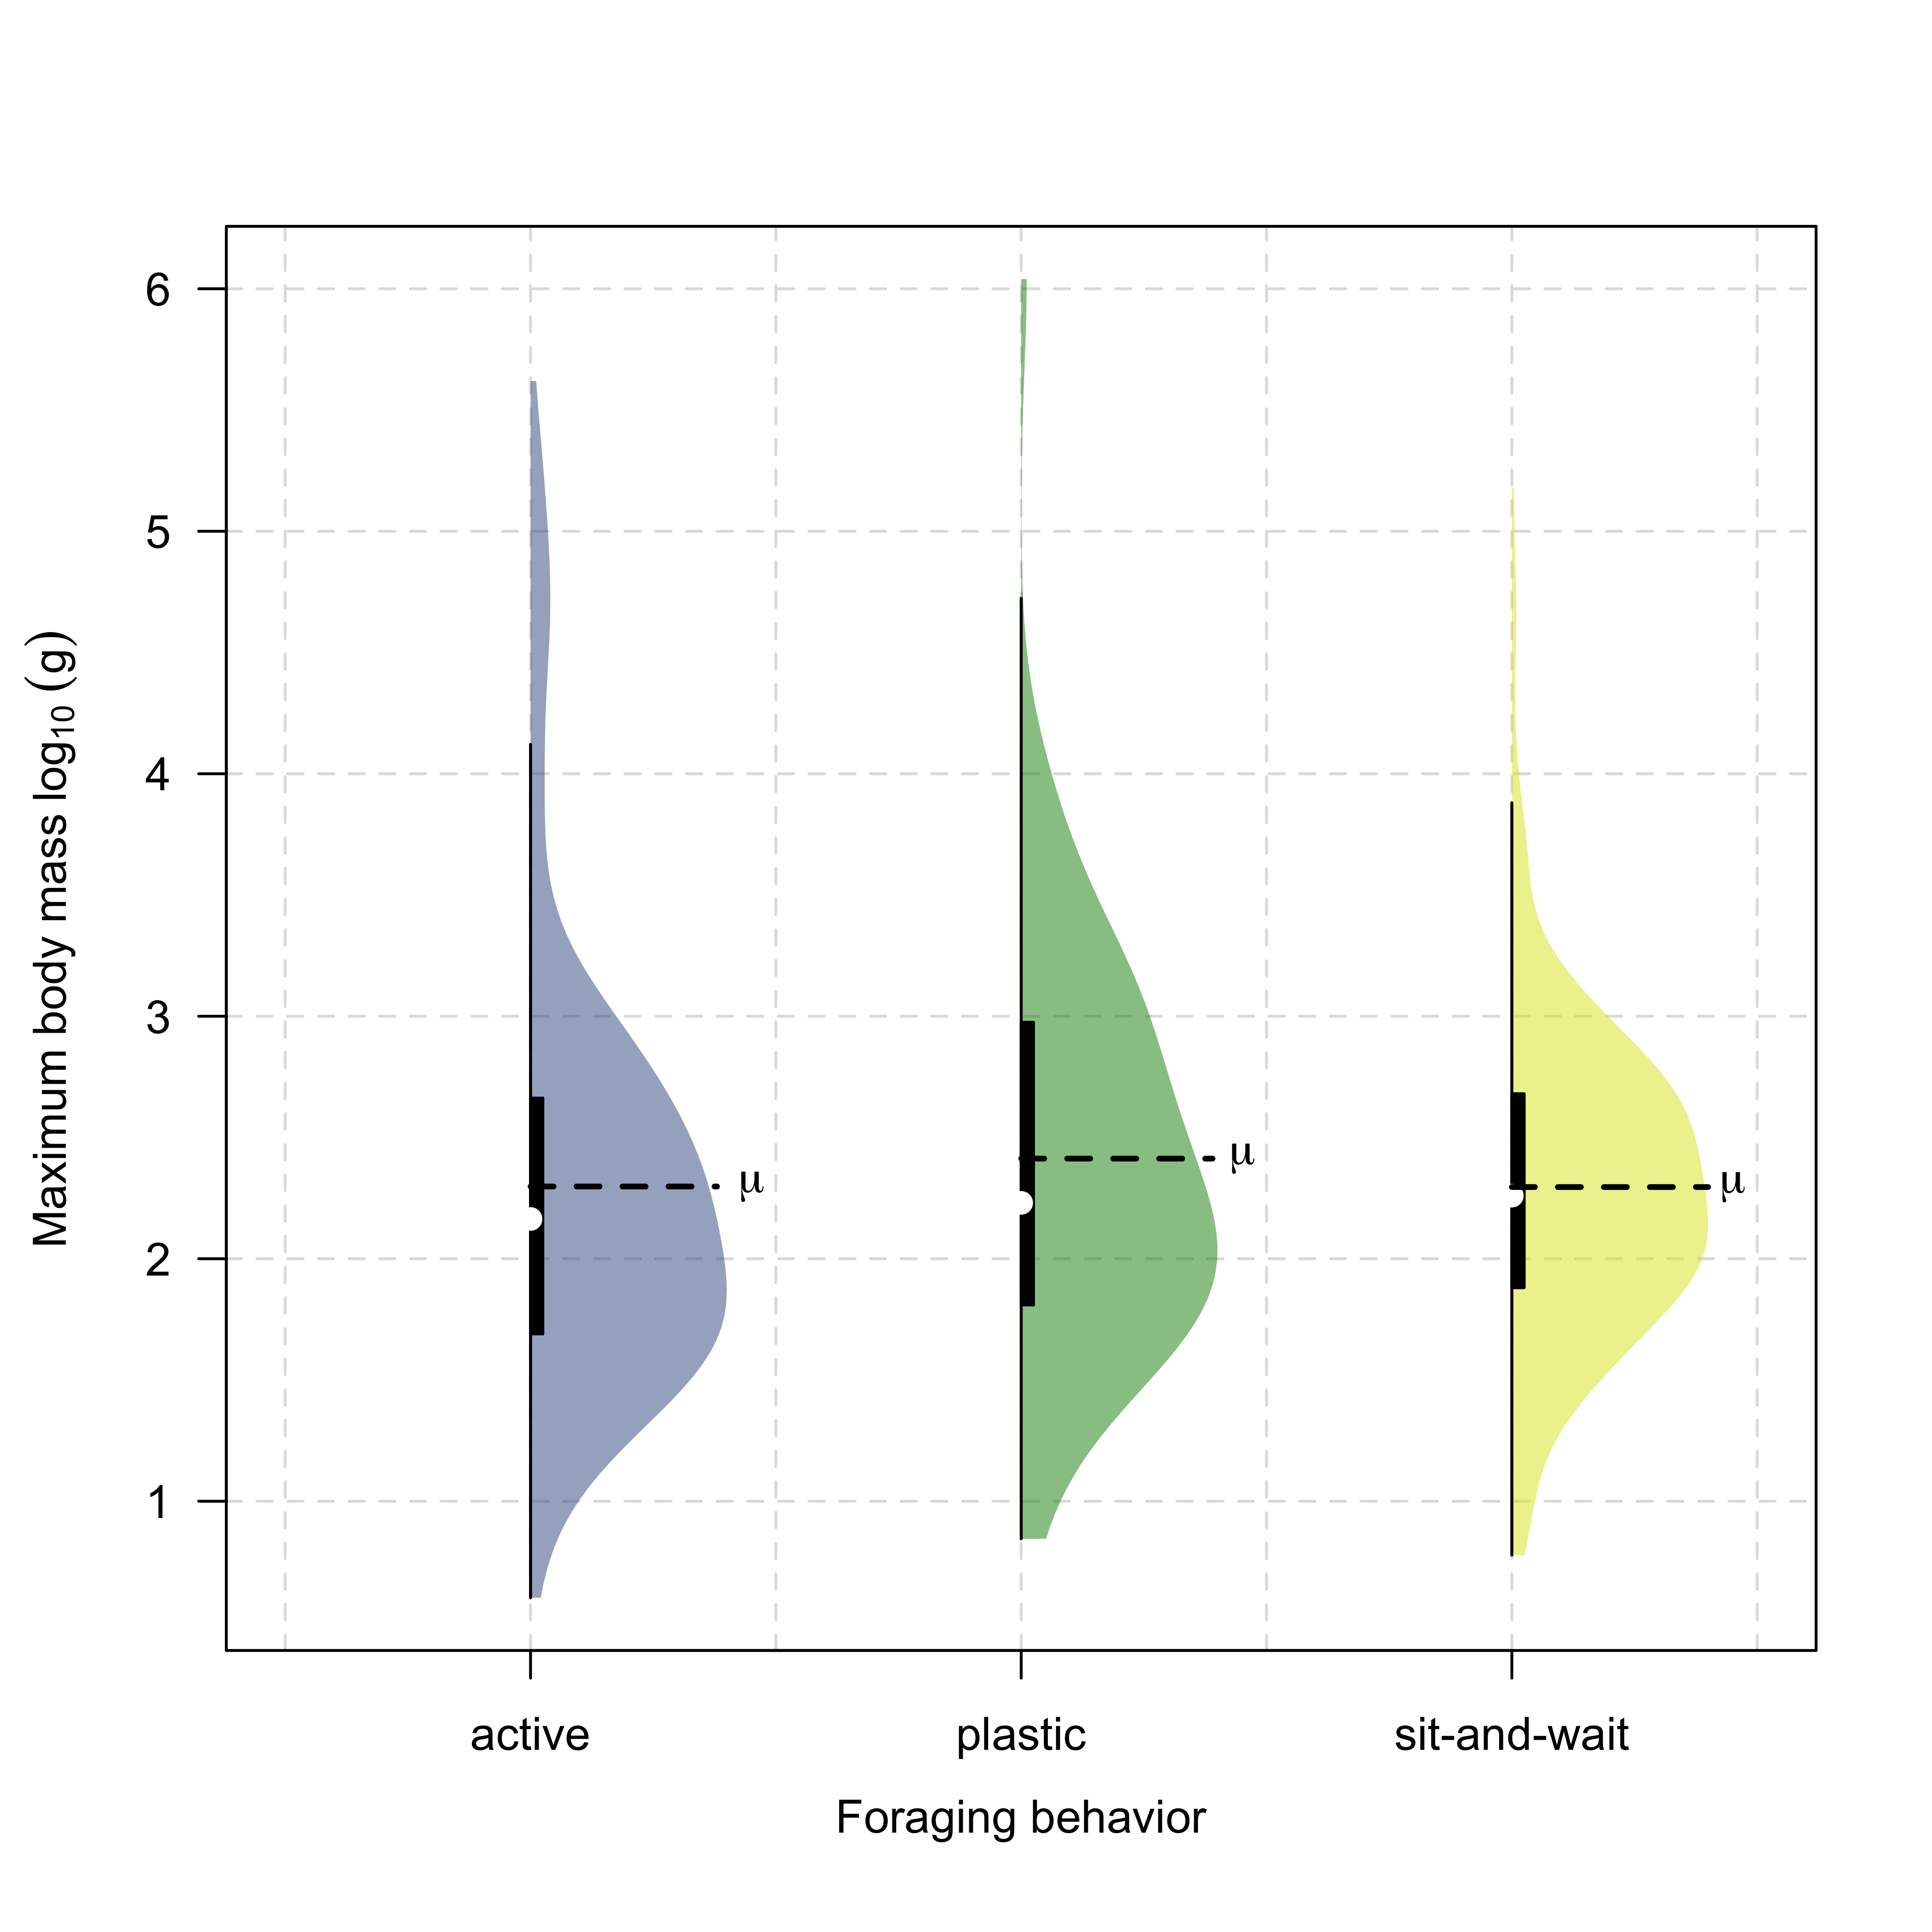 Maximum body mass log₁₀ (g)
6
5
4
3
2
1
μ
μ
μ
active
plastic
sit-and-wait
Foraging behavior